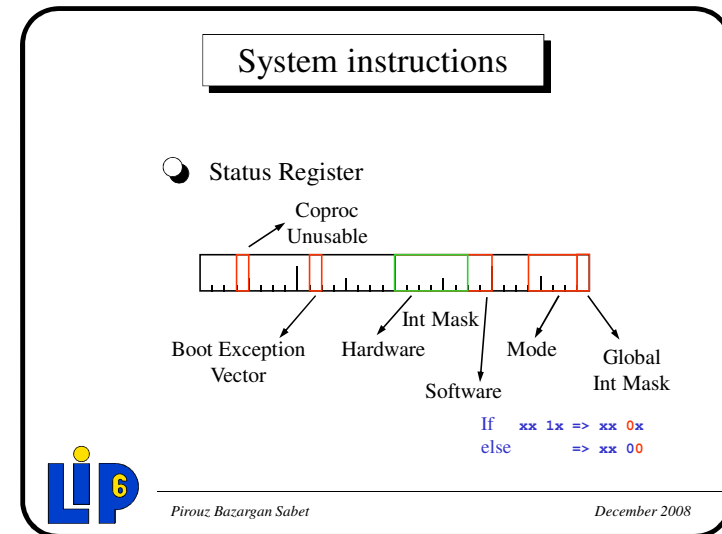 System instructions
Status Register
Coproc
Unusable
Int Mask
Boot Exception
Vector
Hardware
Software
Mode
Global
Int Mask
If xx 1x => xx 0x
else => xx 00
LIP6
Pirouz Bazargan Sabet
December 2008